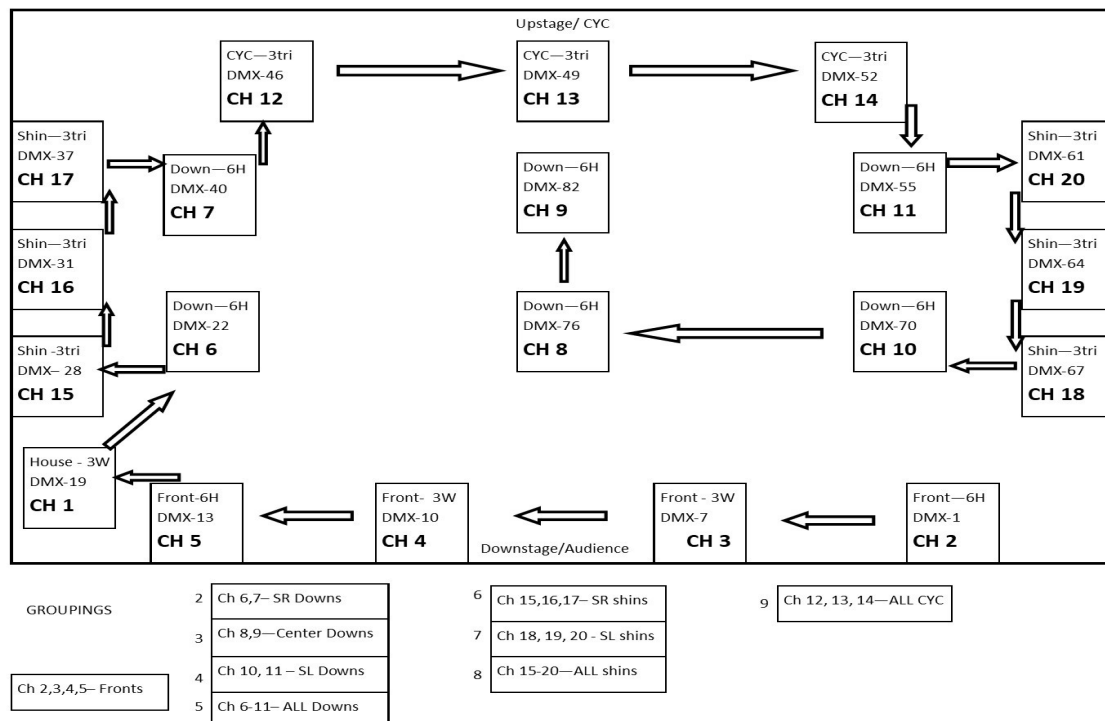 Upstage/ CYC
CYC—3tri
DMX-46
CH 12
CYC—3tri
DMX-49
CH 13
CYC—3tri
DMX-52
CH 14
Shin—3tri
DMX-37
CH 17
Down—6H
DMX-40
CH 7
Down—6H
DMX-82
CH 9
Down—6H
DMX-55
CH 11
Shin—3tri
DMX-61
CH 20
Shin—3tri
DMX-31
CH 16
Shin—3tri
DMX-64
CH 19
Down—6H
DMX-22
CH 6
Down—6H
DMX-76
CH 8
Down—6H
DMX-70
CH 10
Shin -3tri
DMX– 28
CH 15
Shin—3tri
DMX-67
CH 18
House - 3W
DMX-19
CH 1
Front-6H
DMX-13
CH 5
Front-  3W
DMX-10
CH 4
Front - 3W
DMX-7
CH 3
Front—6H
DMX-1
CH 2
Downstage/Audience
GROUPINGS
Ch 2,3,4,5– Fronts
2 Ch 6,7– SR Downs
3 Ch 8,9—Center Downs
4 Ch 10, 11 – SL Downs
5 Ch 6-11– ALL Downs
6 Ch 15,16,17– SR shins
7 Ch 18, 19, 20 - SL shins
8 Ch 15-20—ALL shins
9 Ch 12, 13, 14—ALL CYC